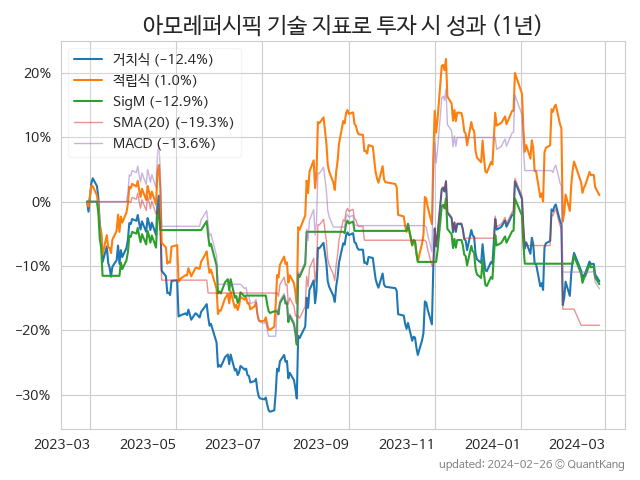 아모레퍼시픽 기술 지표로 투자 시 성과 (1년)
거치식 (−12.4%)
적립식 (1.0%)
SigM (−12.9%)
SMA(20) (−19.3%)
MACD (−13.6%)
20%
10%
0%
−10%
−20%
−30%
2023-03 2023-05 2023-07 2023-09 2023-11 2024-01 2024-03
updated: 2024-02-26 © QuantKang